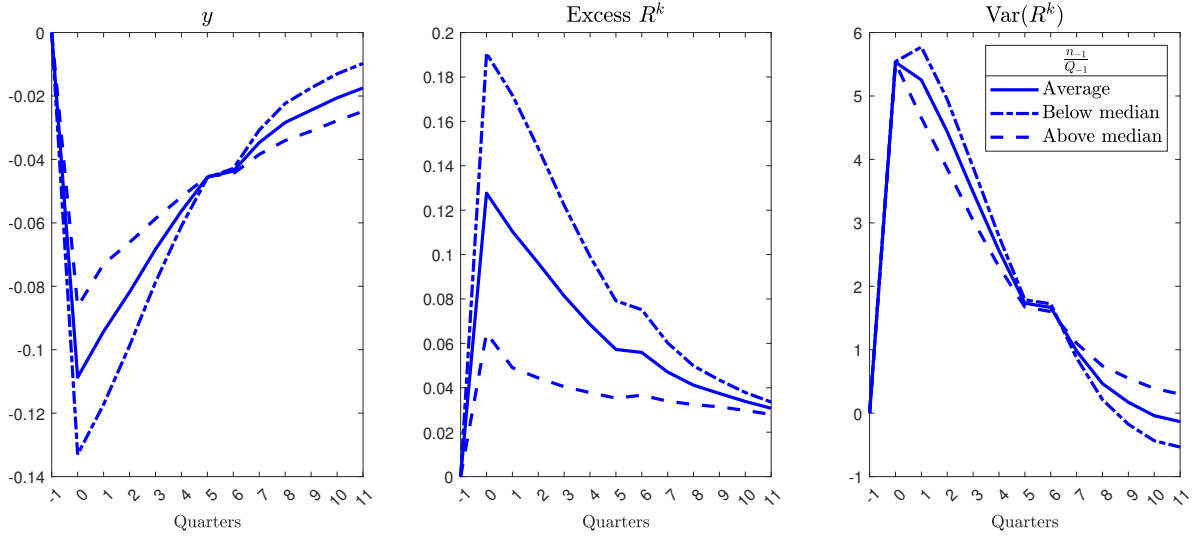 y
0
-0.02
-0.04
-0.06
-0.08
-0.1
-0.12
-0.14
-1 0 1 2 3 4 5 6 7 8 9 10 11
Quarters
Excess R^k
0.2
0.18
0.16
0.14
0.12
0.1
0.08
0.06
0.04
0.02
0
-1 0 1 2 3 4 5 6 7 8 9 10 11
Quarters
Var(R^k)
6
5
4
3
2
1
0
-1
-1 0 1 2 3 4 5 6 7 8 9 10 11
Quarters
n_{-1}
Q_{-1}
Average
Below median
Above median